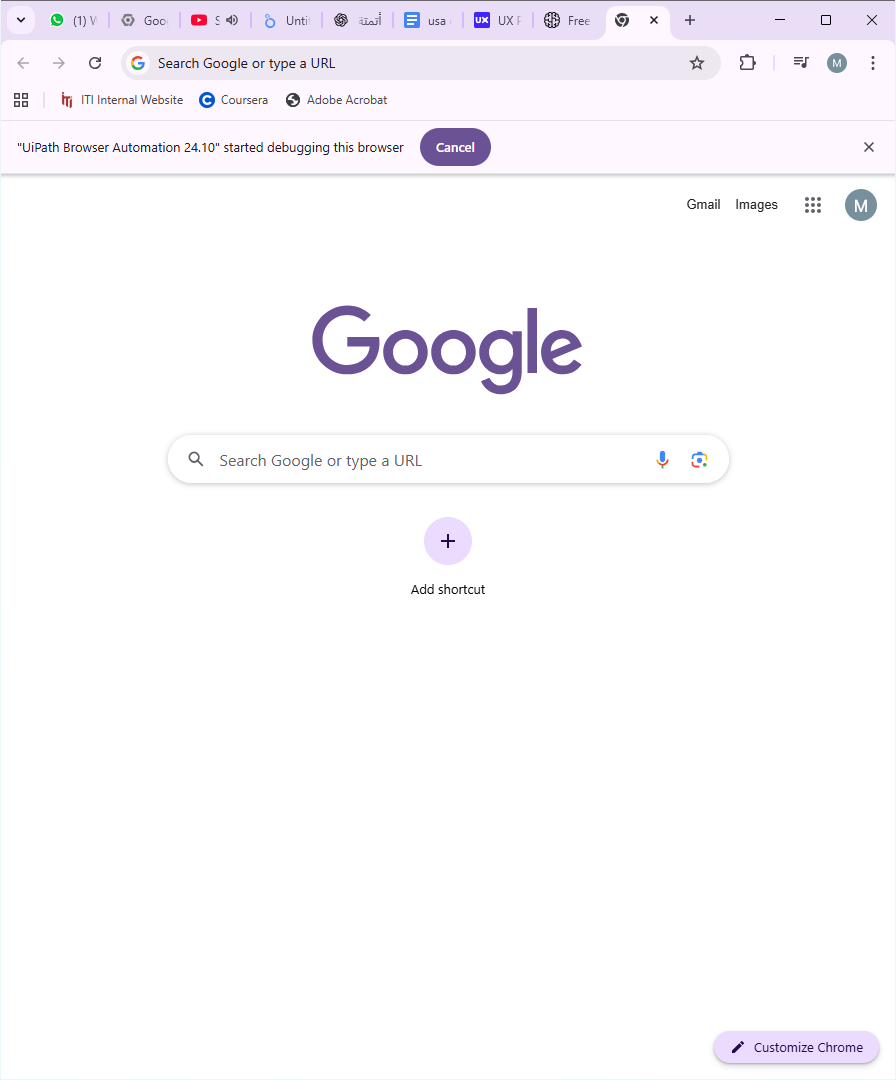 (1) W Goo S Unti أتمتة usa UX P Free
Search Google or type a URL M
ITI Internal Website Coursera Adobe Acrobat
"UiPath Browser Automation 24.10" started debugging this browser Cancel
Gmail Images M
Google
Search Google or type a URL
Add shortcut
Customize Chrome